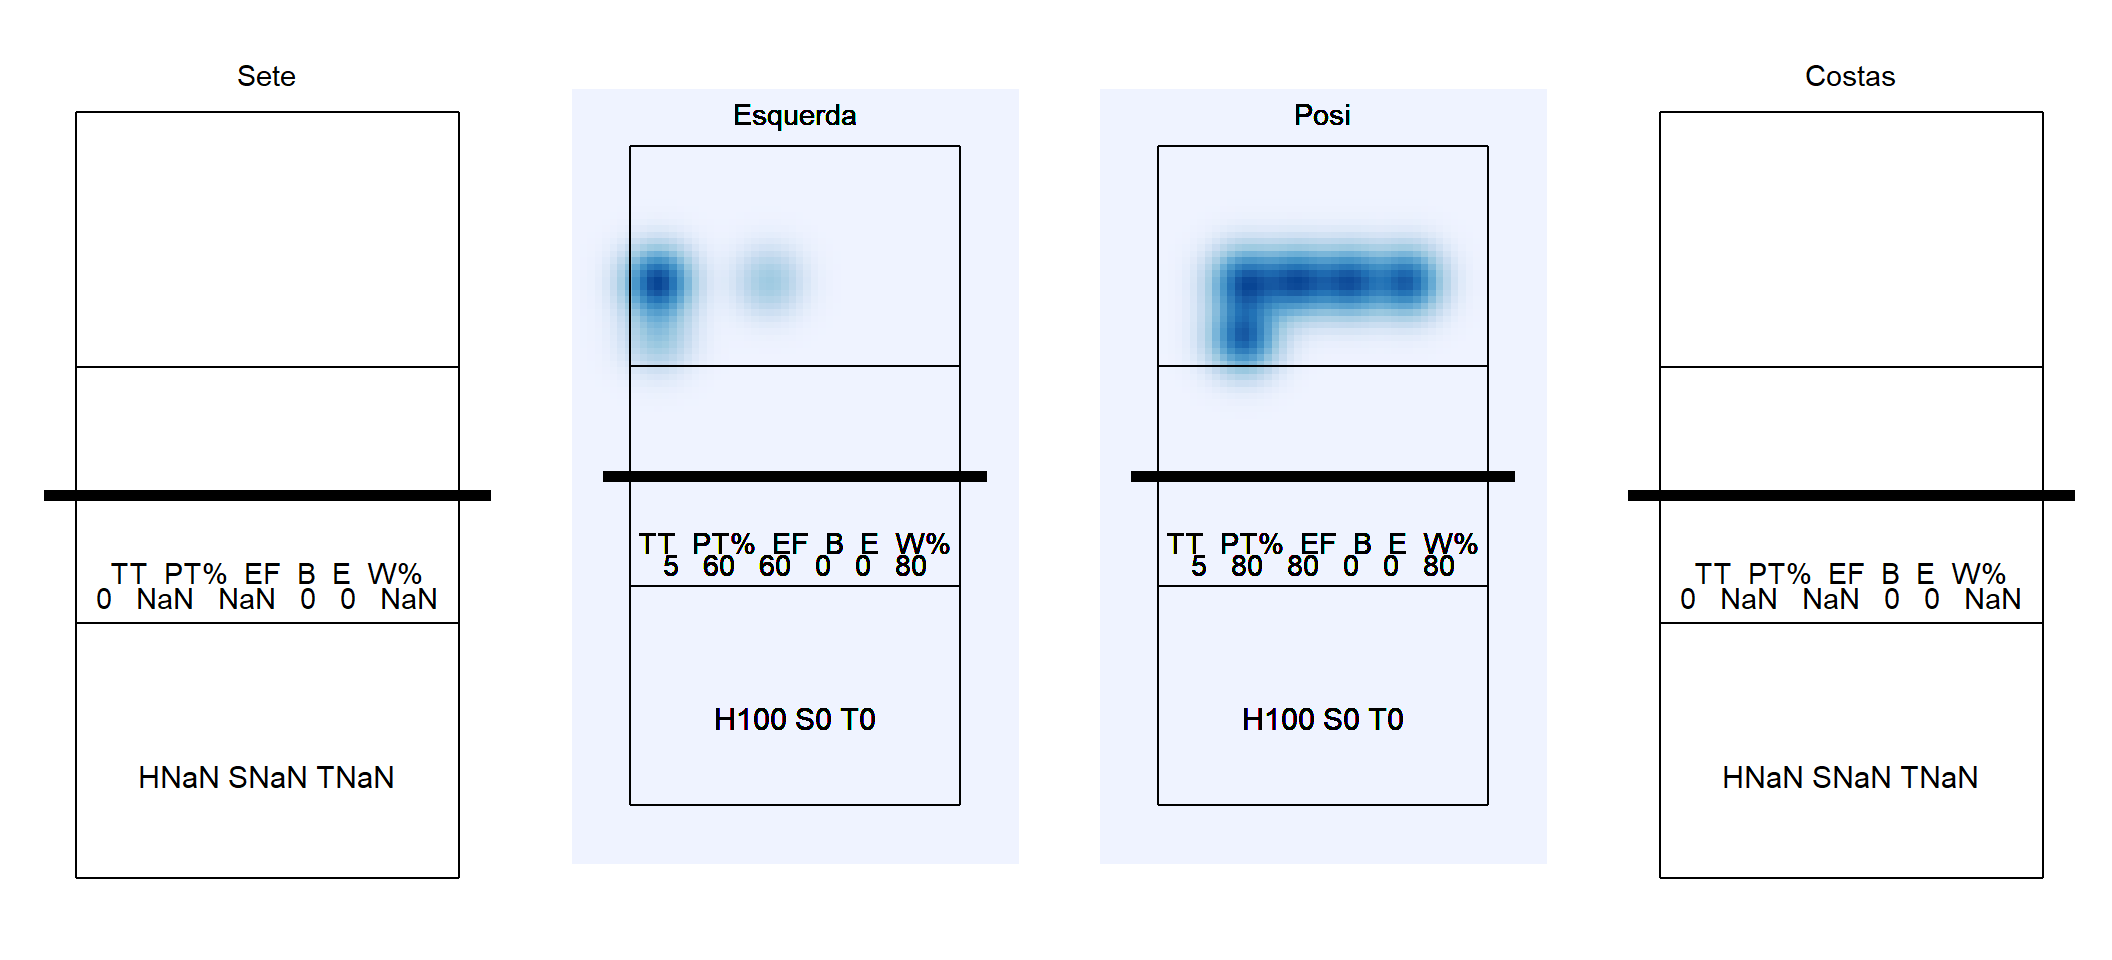 Sete
TT PT% EF B E W%
0 NaN NaN 0 0 NaN
HNaN SNaN TNaN
Esquerda
TT PT% EF B E W%
5 60 60 0 0 80
H100 S0 T0
Posi
TT PT% EF B E W%
5 80 80 0 0 80
H100 S0 T0
Costas
TT PT% EF B E W%
0 NaN NaN 0 0 NaN
HNaN SNaN TNaN